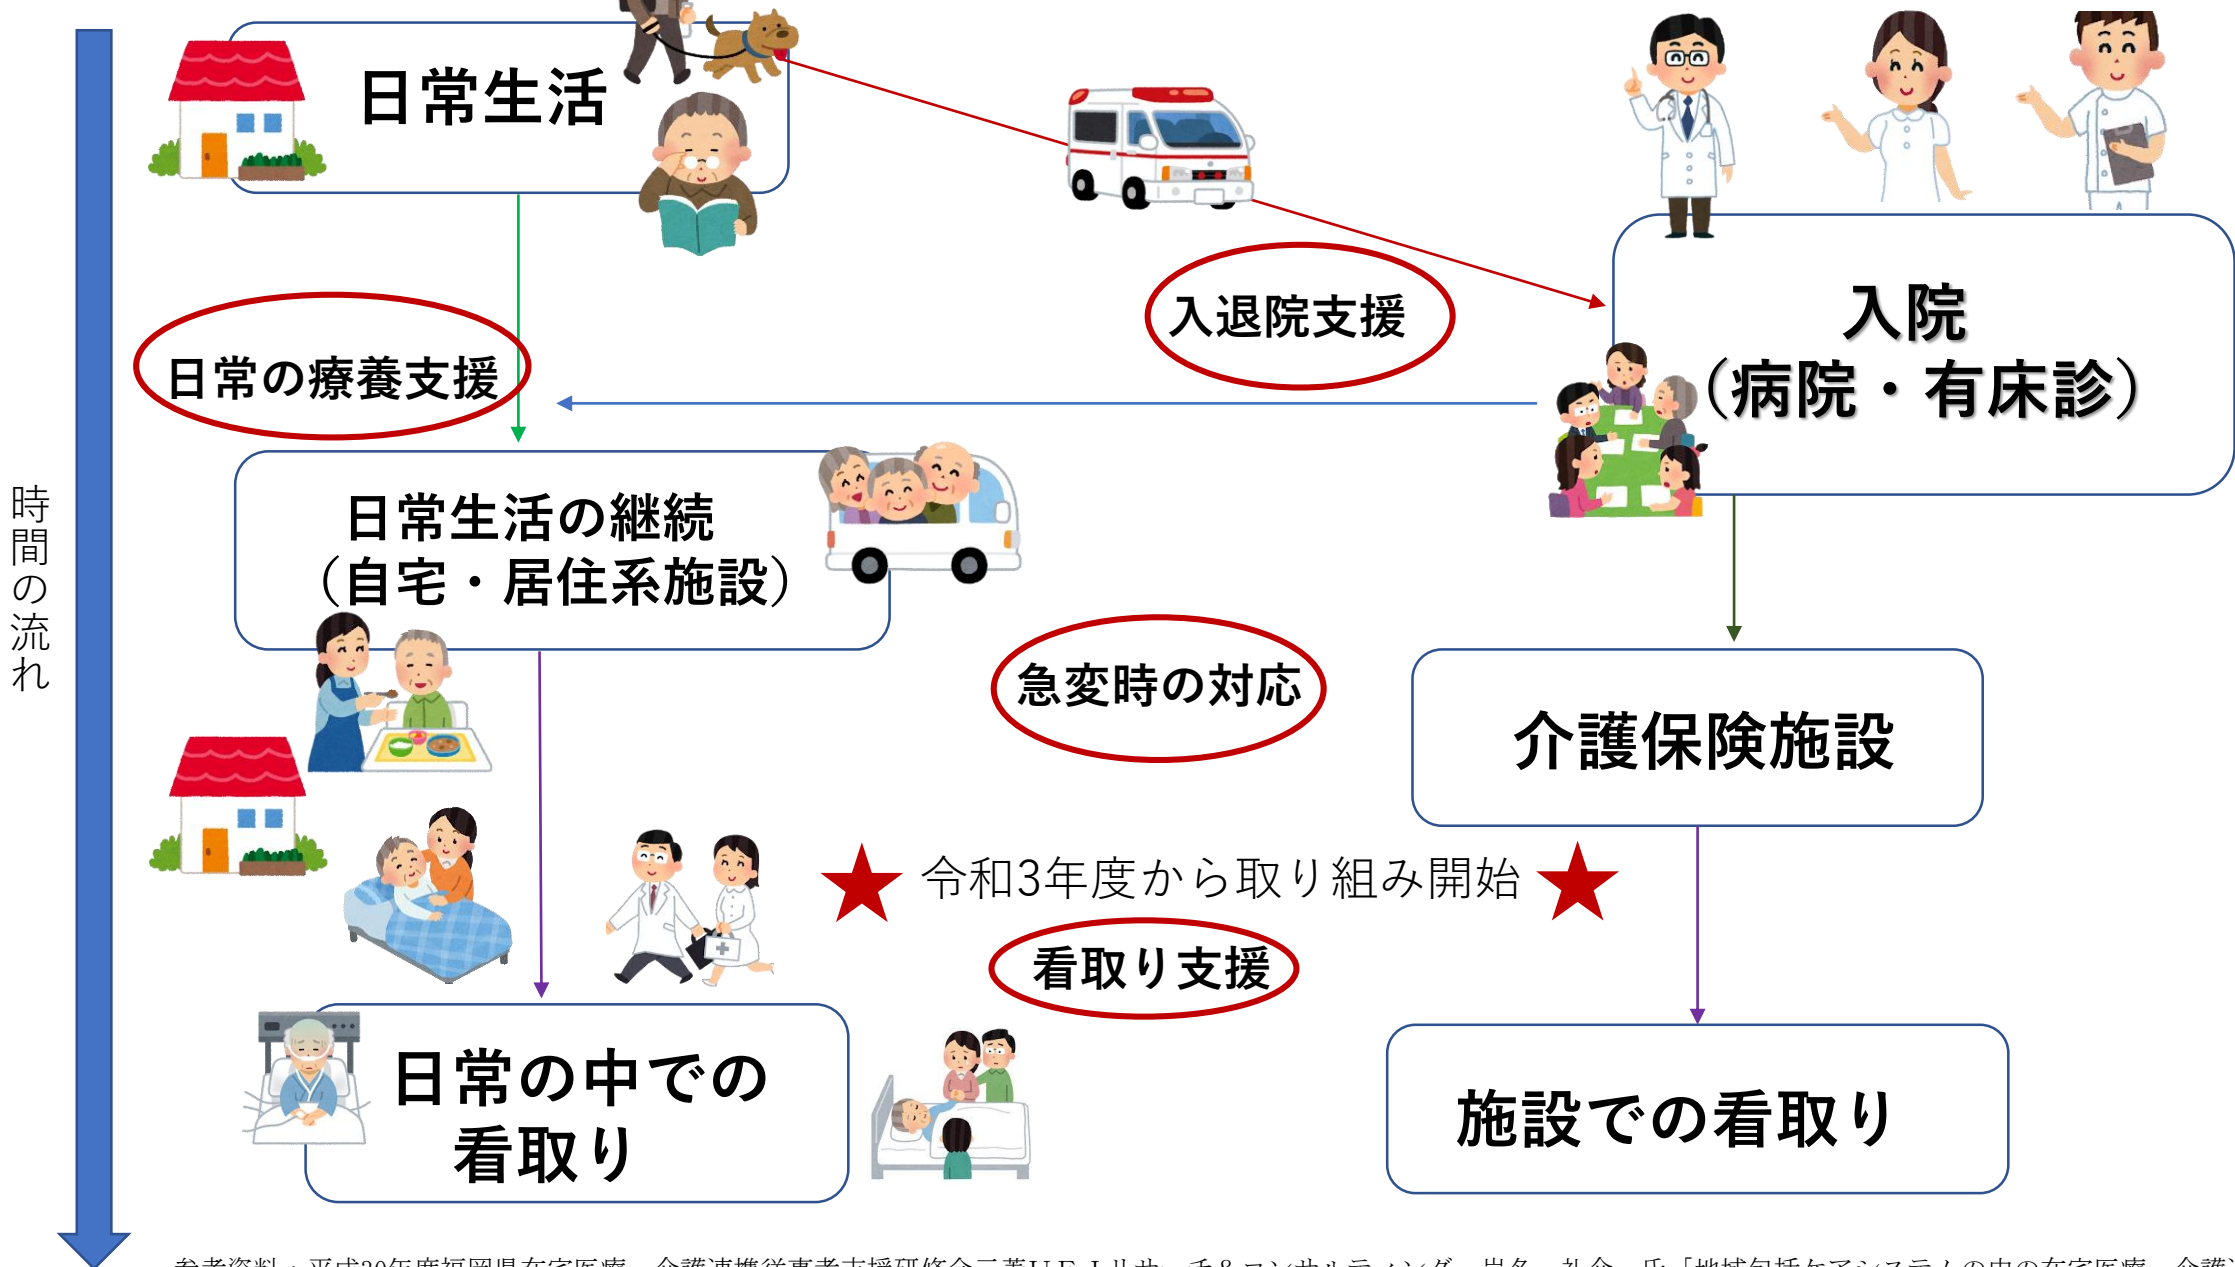 日常生活
入退院支援
入院
（病院・有床診）
日常の療養支援
時間の流れ
日常生活の継続
（自宅・居住系施設）
急変時の対応
介護保険施設
令和3年度から取り組み開始
看取り支援
日常の中での
看取り
施設での看取り